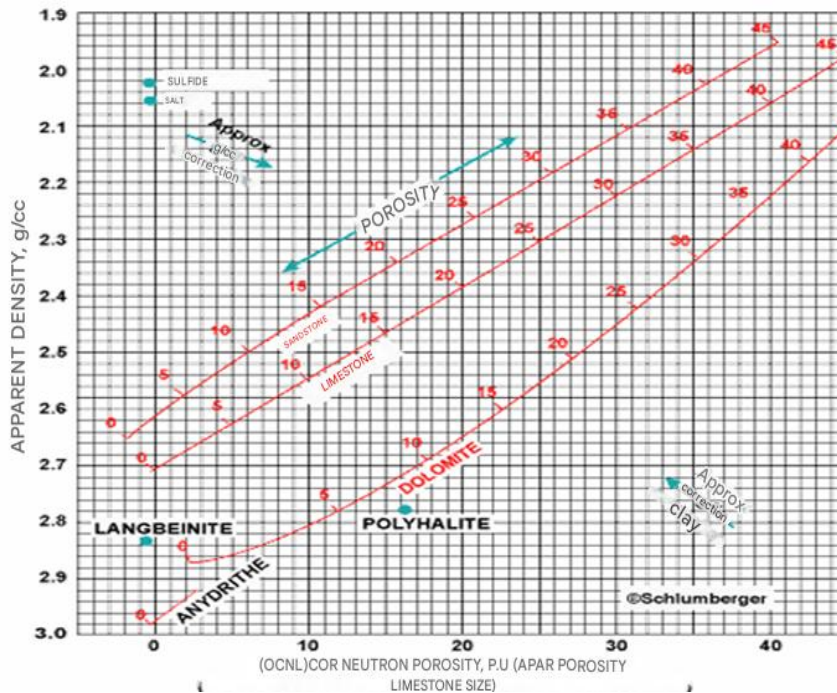 1.9
2.0
2.1
2.2
2.3
2.4
2.5
2.6
2.7
2.8
2.9
3.0
APPARENT DENSITY, g/cc
SULFIDE
SALT
Approx
g/cc
correction
POROSITY
0
5
10
15
20
25
30
35
40
45
SANDSTONE
0
5
10
15
20
25
30
35
40
45
LIMESTONE
0
5
10
15
20
25
30
35
40
DOLOMITE
LANGBEINITE
POLYHALITE
0
ANYDRITHE
Approx
correction
clay
©Schlumberger
0
10
20
30
40
(OCNL)COR NEUTRON POROSITY, P.U (APAR POROSITY
LIMESTONE SIZE)